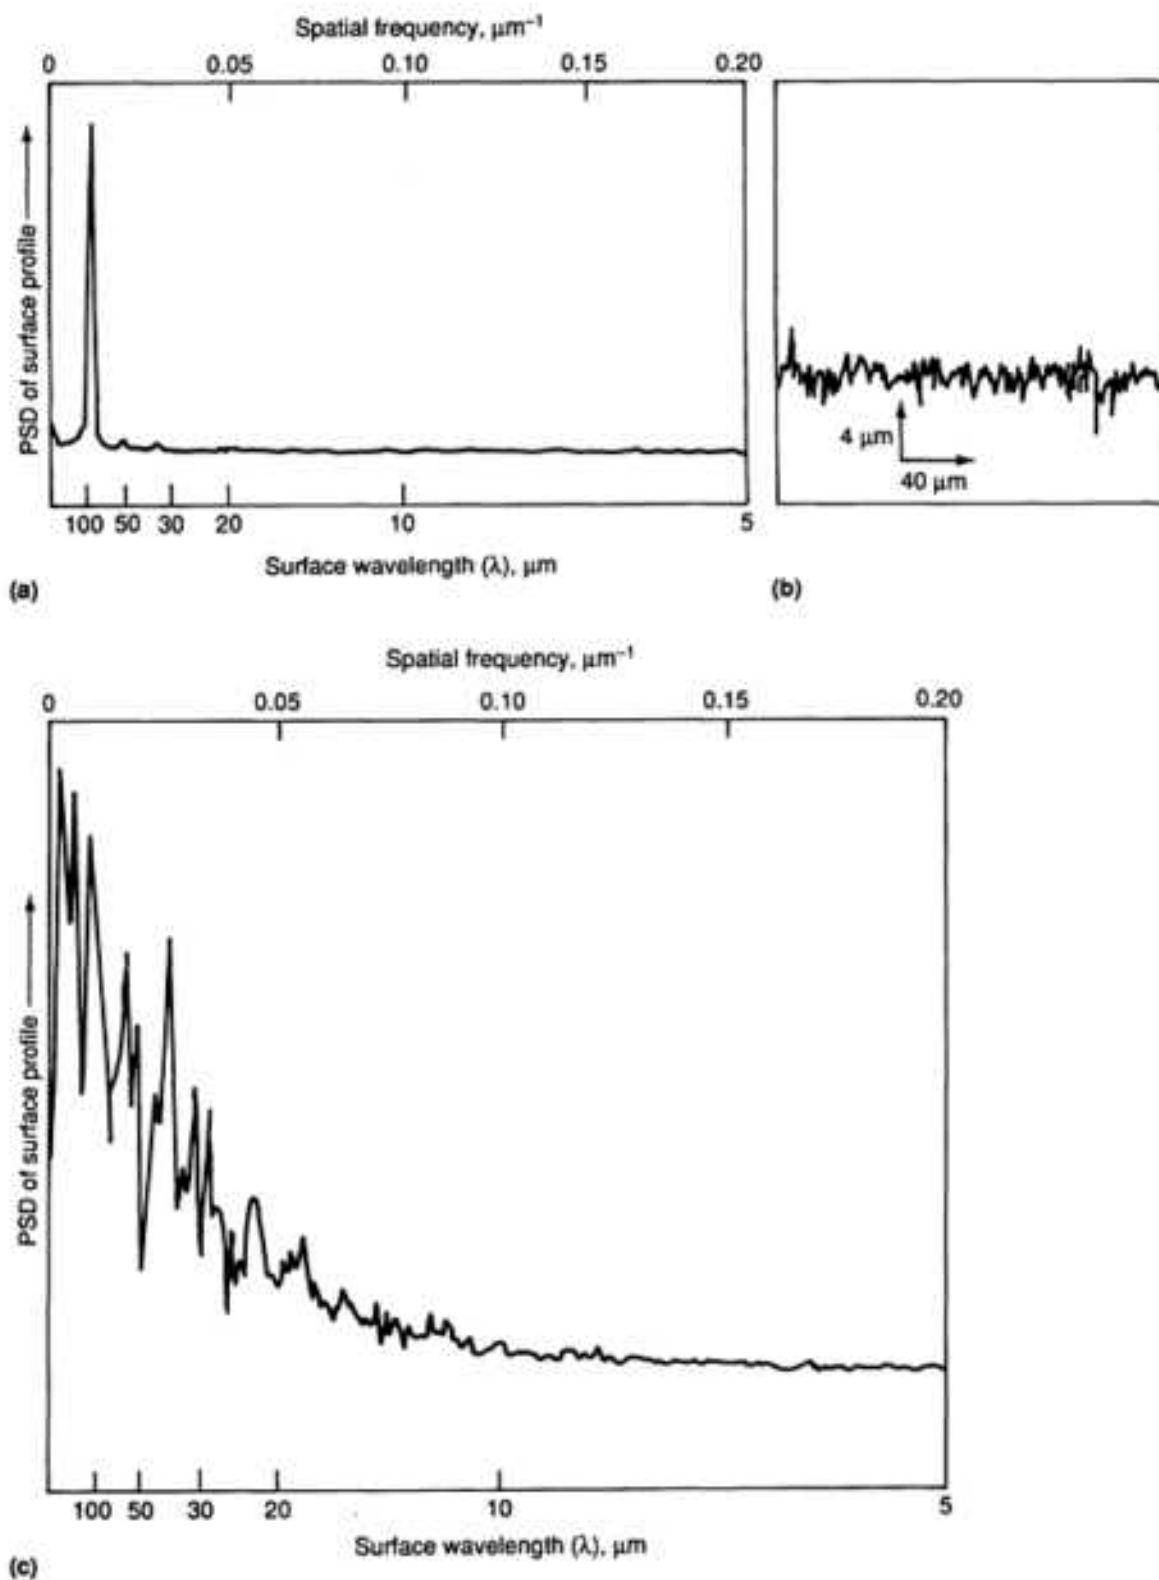 Spatial frequency, μm⁻¹
0 0.05 0.10 0.15 0.20
PSD of surface profile
100 50 30 20 10 5
Surface wavelength (λ), μm
(a)
4 μm
40 μm
(b)
Spatial frequency, μm⁻¹
0 0.05 0.10 0.15 0.20
PSD of surface profile
100 50 30 20 10 5
Surface wavelength (λ), μm
(c)